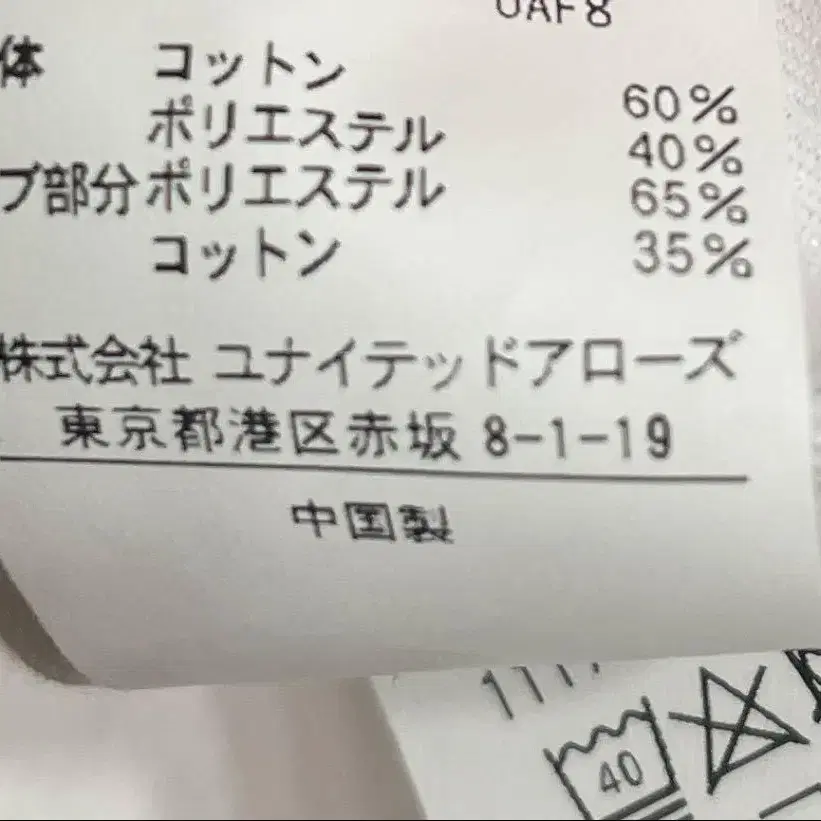 UAF8
体 コットン 60%
ポリエステル 40%
ブ部分 ポリエステル 65%
コットン 35%
株式会社 ユナイテッドアローズ
東京都港区赤坂 8-1-19
中国製
40